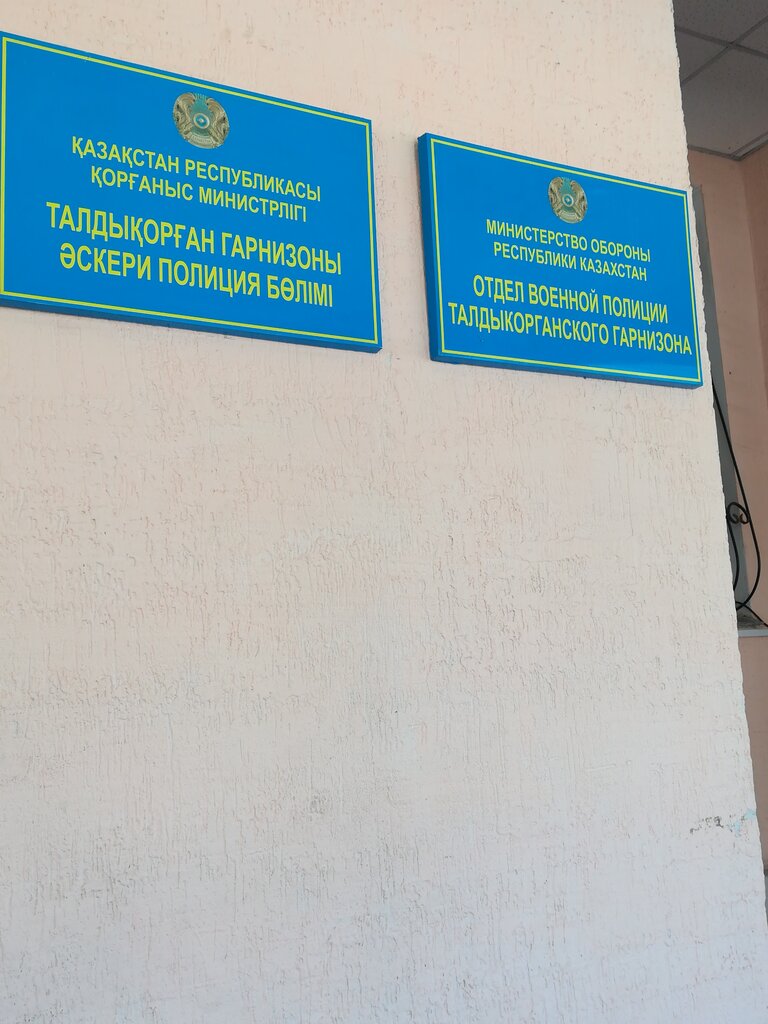 ҚАЗАҚСТАН РЕСПУБЛИКАСЫ
ҚОРҒАНЫС МИНИСТРЛІГІ
ТАЛДЫҚОРҒАН ГАРНИЗОНЫ
ӘСКЕРИ ПОЛИЦИЯ БӨЛІМІ
МИНИСТЕРСТВО ОБОРОНЫ
РЕСПУБЛИКИ КАЗАХСТАН
ОТДЕЛ ВОЕННОЙ ПОЛИЦИИ
ТАЛДЫКОРГАНСКОГО ГАРНИЗОНА